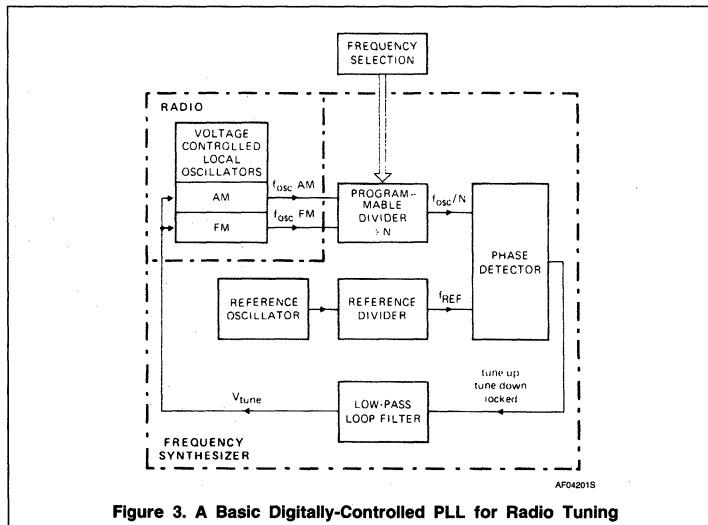 FREQUENCY
SELECTION
RADIO
VOLTAGE
CONTROLLED
LOCAL
OSCILLATORS
AM
FM
fosc AM
fosc FM
PROGRAM-
MABLE
DIVIDER
÷N
fosc/N
PHASE
DETECTOR
REFERENCE
OSCILLATOR
REFERENCE
DIVIDER
fREF
Vtune
LOW-PASS
LOOP FILTER
tune up
tune down
locked
FREQUENCY
SYNTHESIZER
AF04201S
Figure 3. A Basic Digitally-Controlled PLL for Radio Tuning